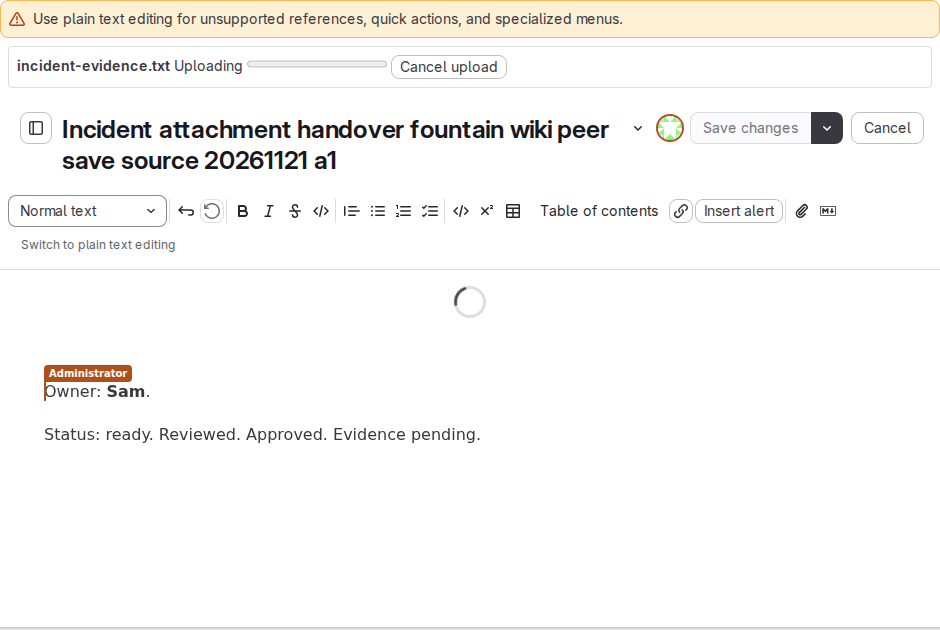 Use plain text editing for unsupported references, quick actions, and specialized menus.
incident-evidence.txt Uploading Cancel upload
Incident attachment handover fountain wiki peer
save source 20261121 a1
Save changes
Cancel
Normal text
Table of contents
Insert alert
Switch to plain text editing
Administrator
Owner: Sam.
Status: ready. Reviewed. Approved. Evidence pending.